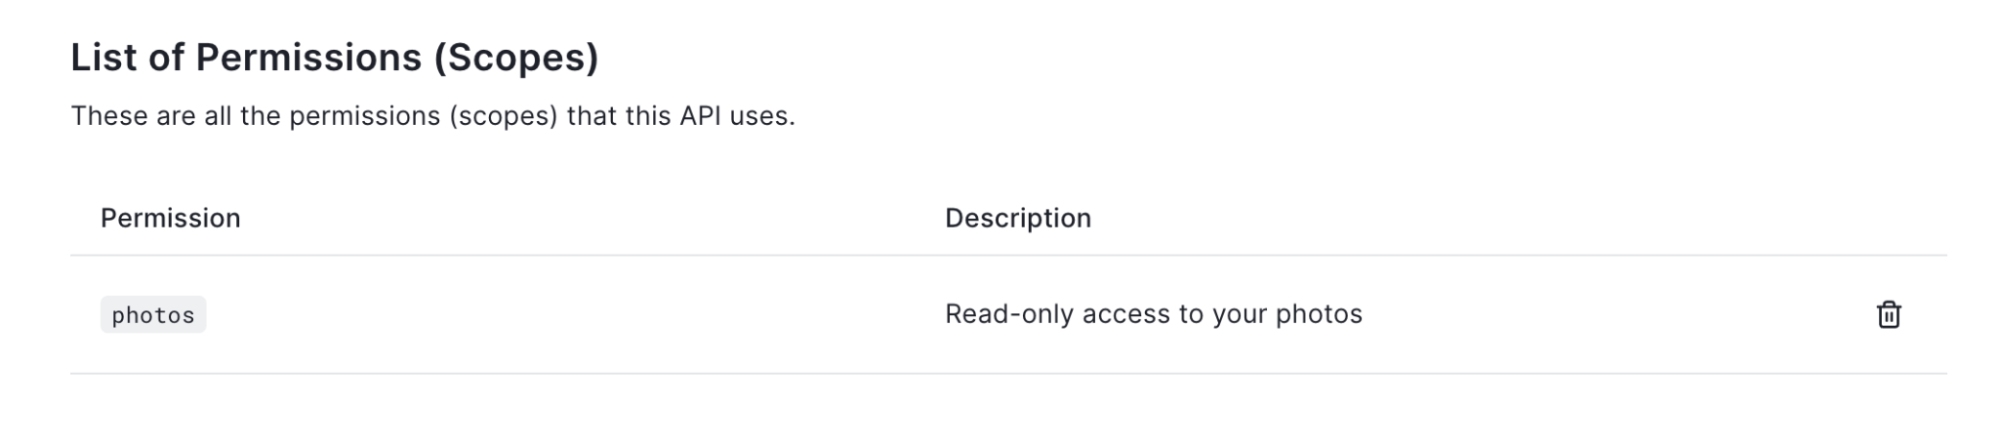 List of Permissions (Scopes)
These are all the permissions (scopes) that this API uses.
Permission Description
photos Read-only access to your photos